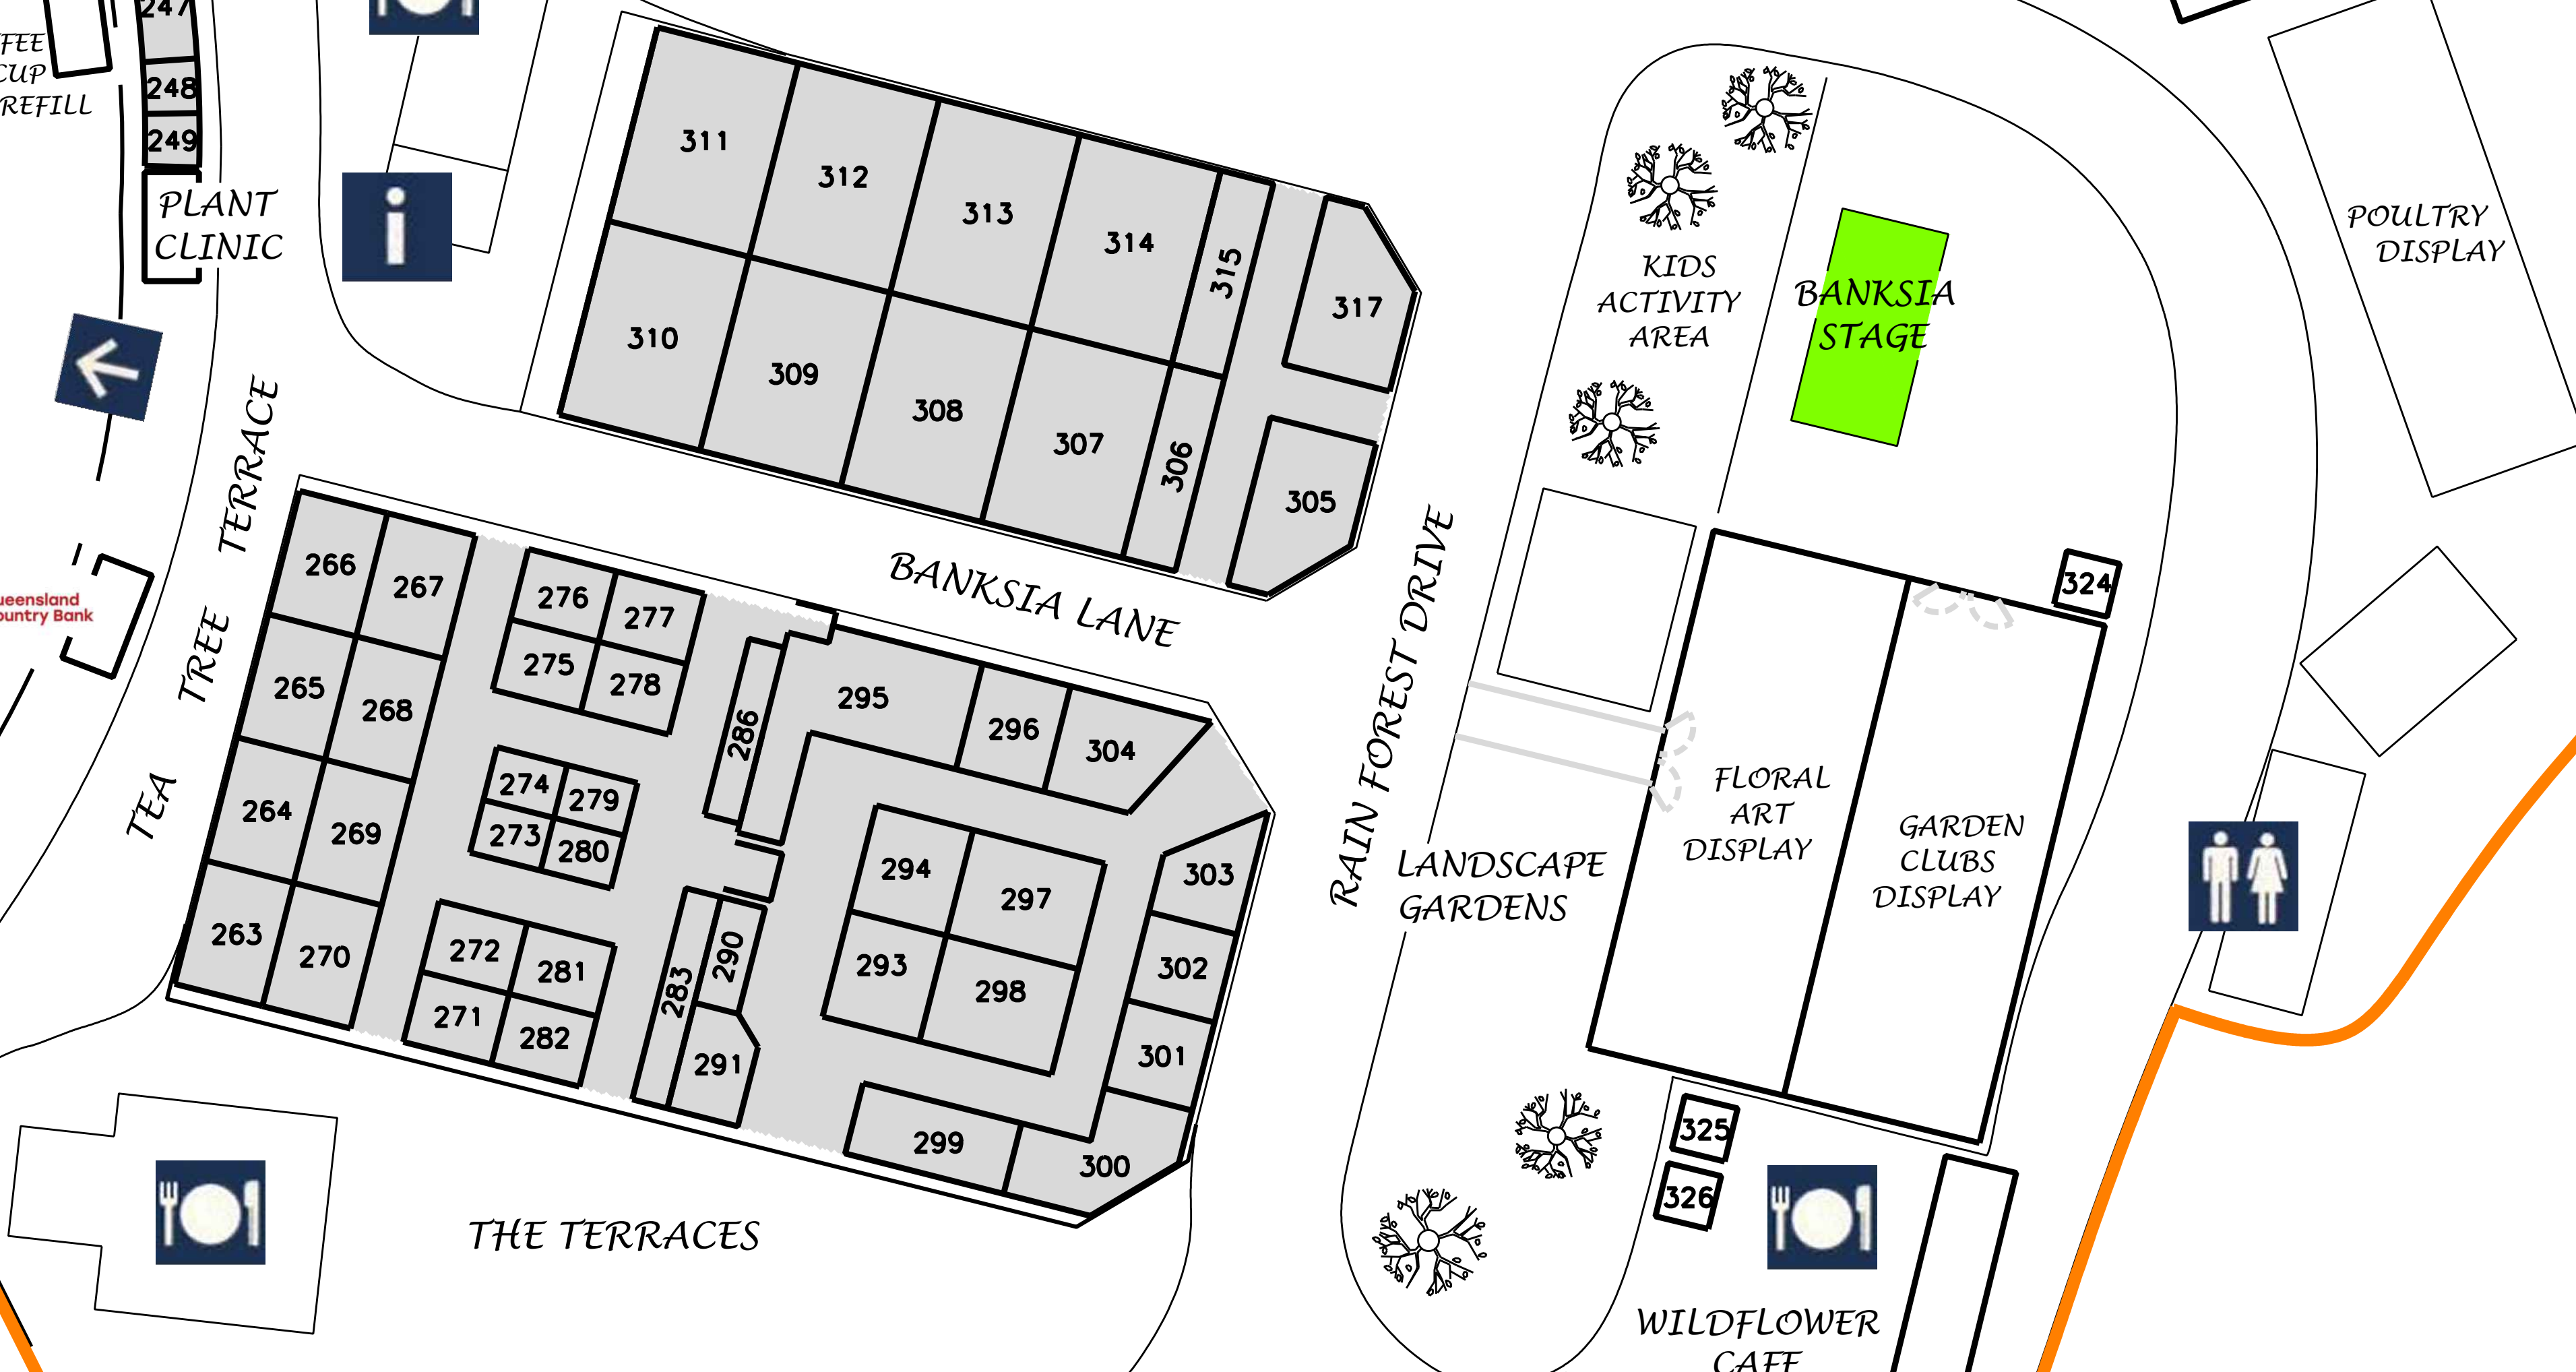 247
FEE
CUP
REFILL
248
249
PLANT
CLINIC
TEA TREE TERRACE
ueensland
ountry Bank
311
312
313
314
315
317
310
309
308
307
306
305
BANKSIA LANE
266
267
265
268
264
269
263
270
276
277
275
278
274
279
273
280
272
281
271
282
286
283
290
291
295
296
304
294
297
293
298
303
302
301
299
300
THE TERRACES
RAIN FOREST DRIVE
KIDS
ACTIVITY
AREA
BANKSIA
STAGE
POULTRY
DISPLAY
324
FLORAL
ART
DISPLAY
GARDEN
CLUBS
DISPLAY
LANDSCAPE
GARDENS
325
326
WILDFLOWER
CAFE